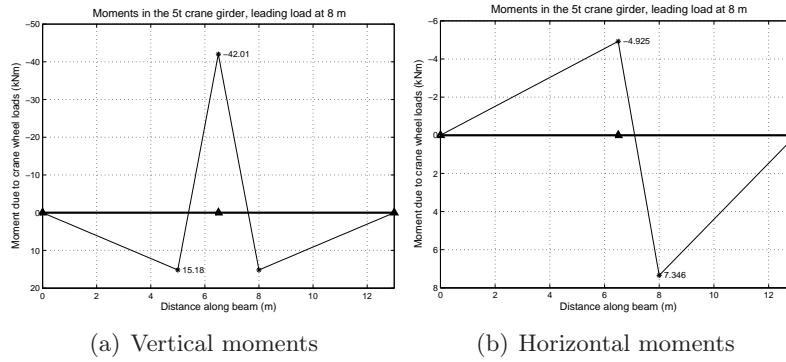 Moments in the 5t crane girder, leading load at 8 m
−50
−40
−30
−20
−10
0
10
20
0 2 4 6 8 10 12
Moment due to crane wheel loads (kNm)
Distance along beam (m)
−42.01
15.18
(a) Vertical moments
Moments in the 5t crane girder, leading load at 8 m
−6
−4
−2
0
2
4
6
8
0 2 4 6 8 10 12
Moment due to crane wheel loads (kNm)
Distance along beam (m)
−4.925
7.346
(b) Horizontal moments